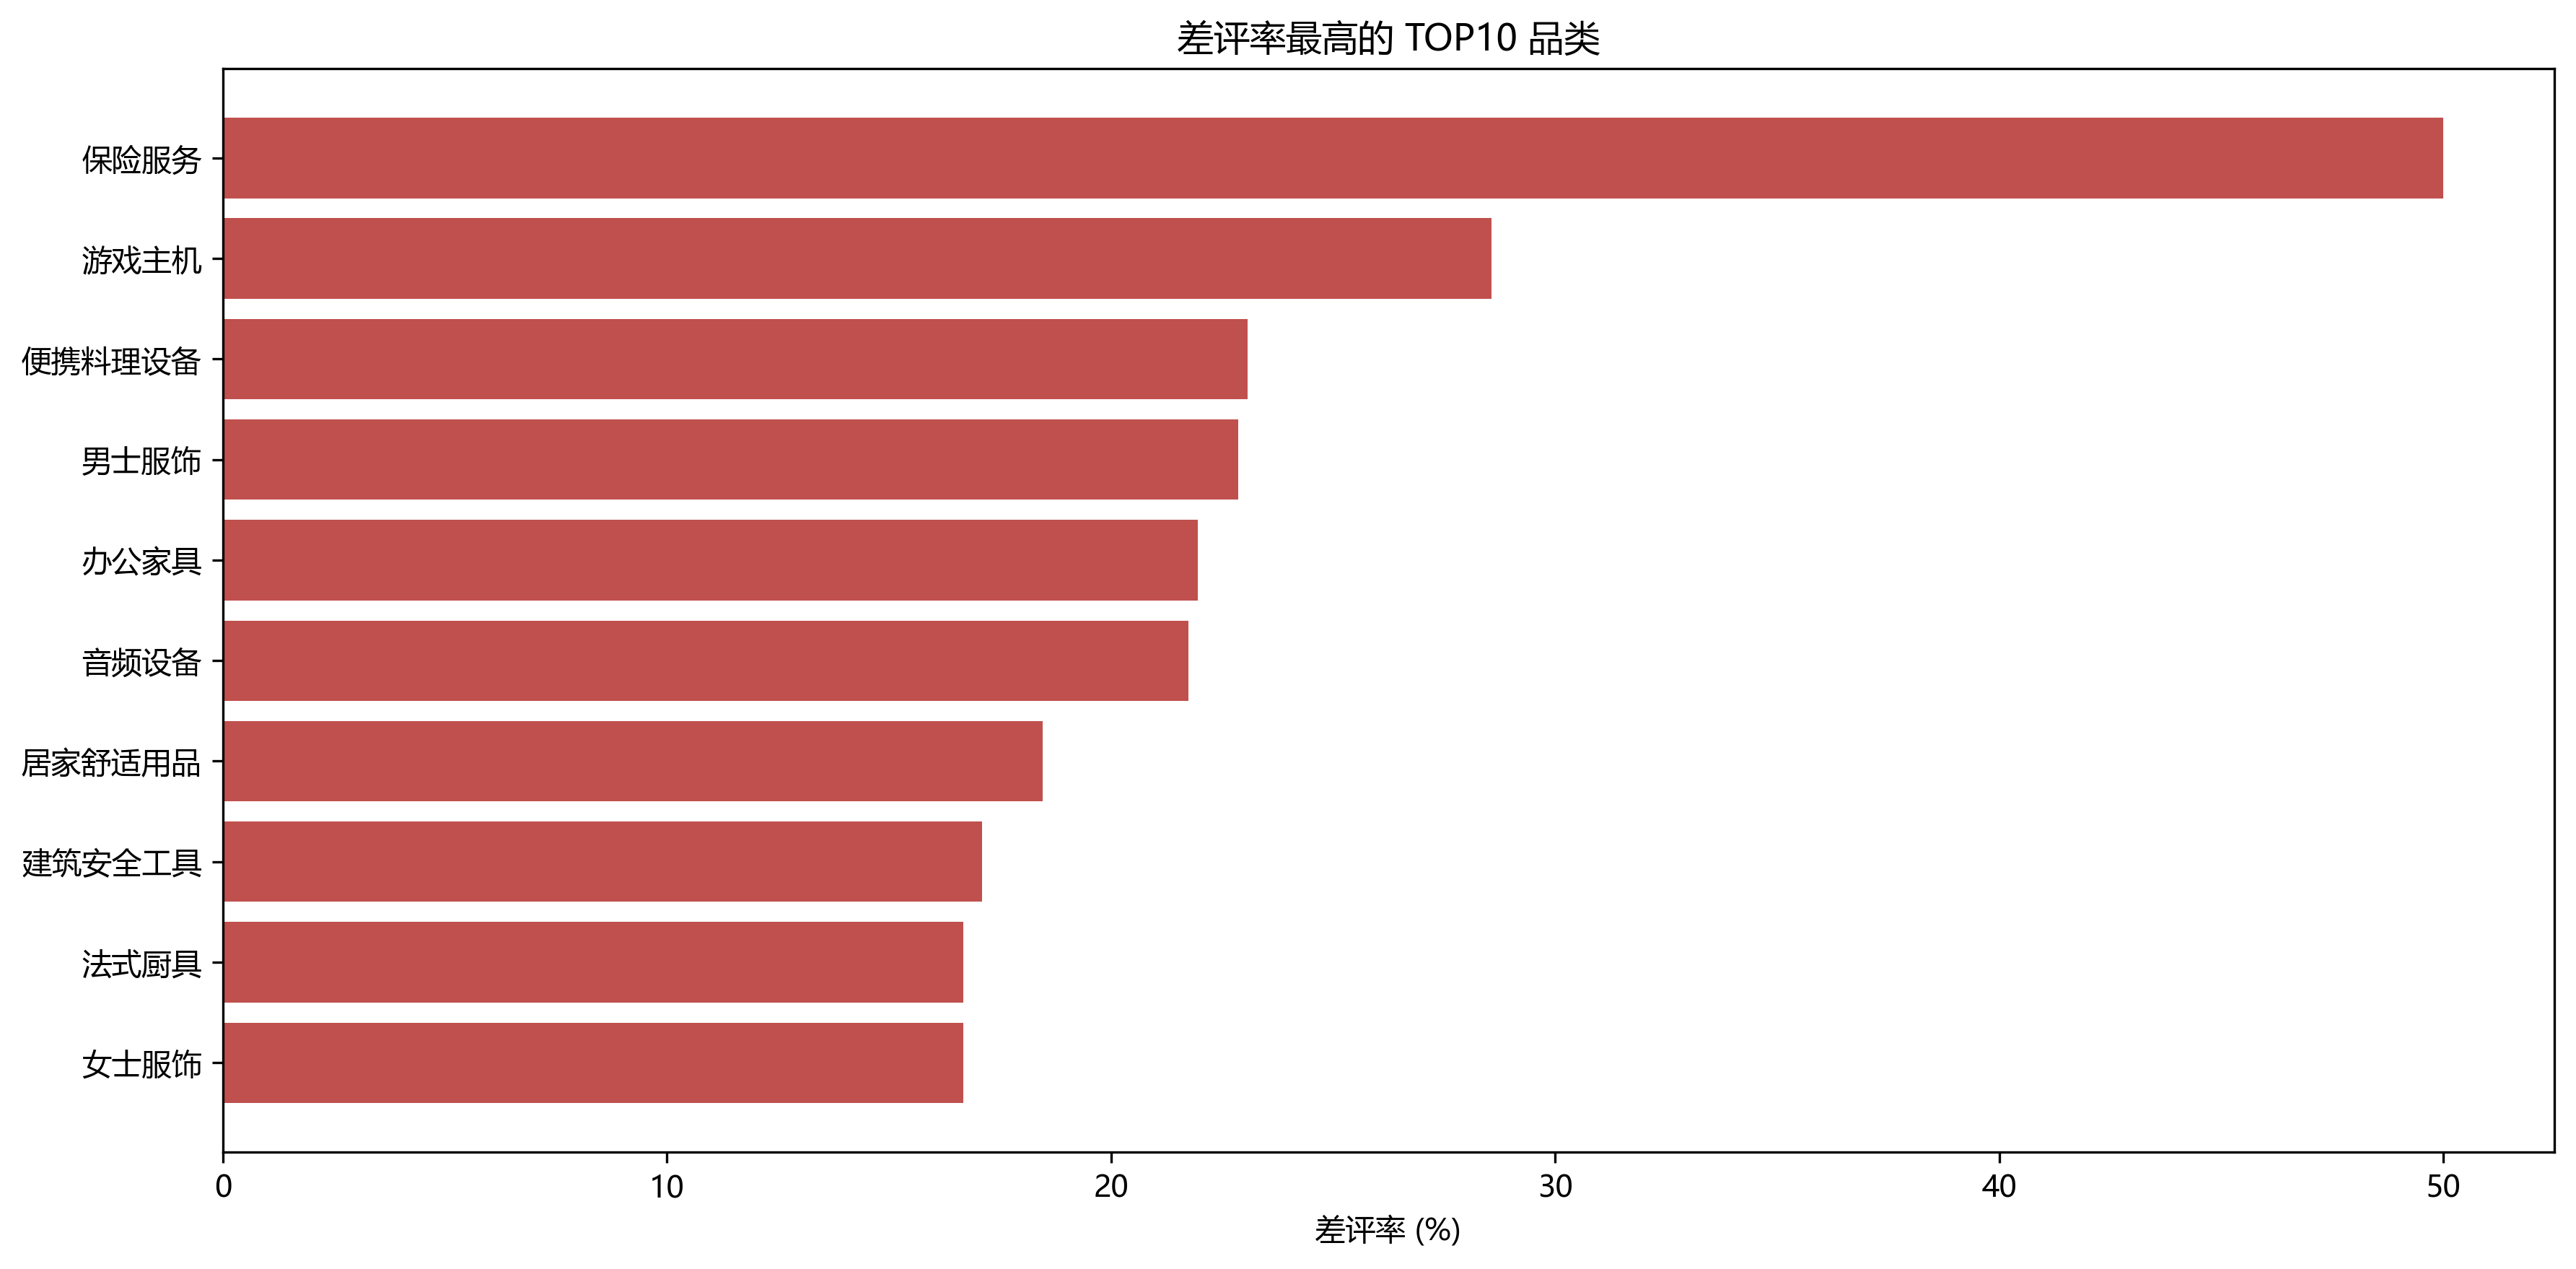 差评率最高的 TOP10 品类
保险服务
游戏主机
便携料理设备
男士服饰
办公家具
音频设备
居家舒适用品
建筑安全工具
法式厨具
女士服饰
0 10 20 30 40 50
差评率 (%)